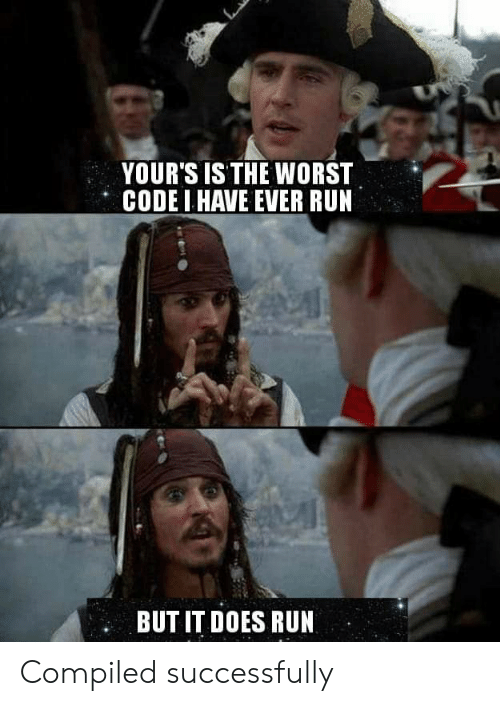 YOUR'S IS THE WORST
CODE I HAVE EVER RUN
BUT IT DOES RUN
Compiled successfully